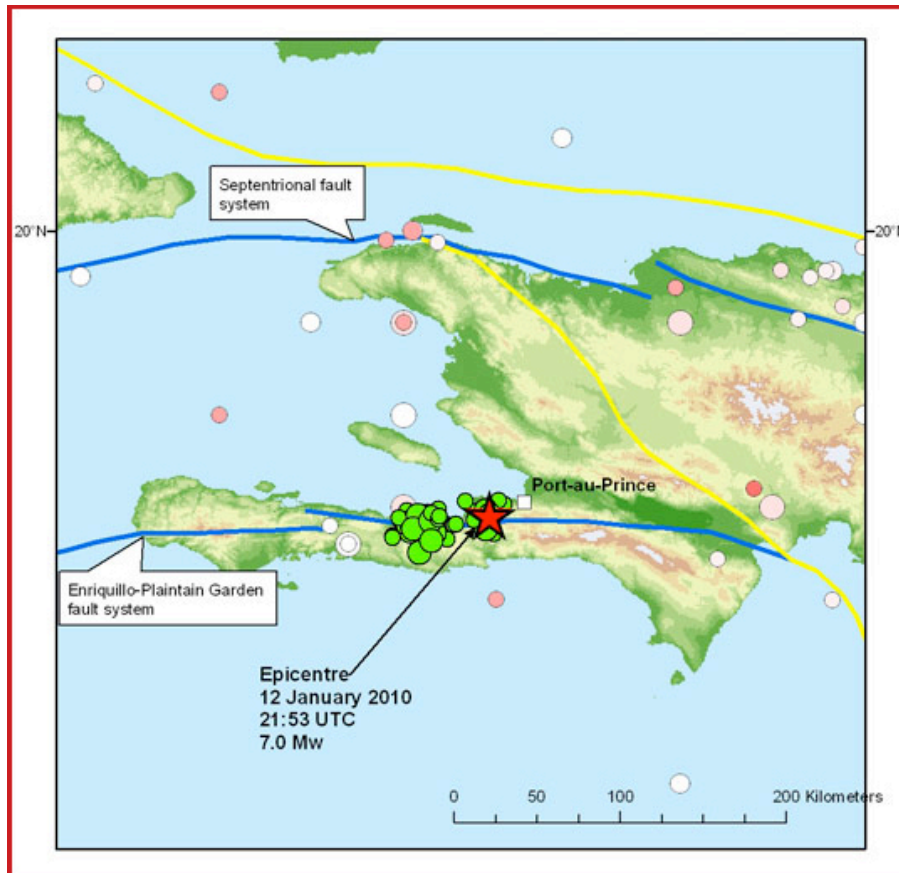 Septentrional fault
system
20°N
20°N
Port-au-Prince
Enriquillo-Plaintain Garden
fault system
Epicentre
12 January 2010
21:53 UTC
7.0 Mw
0 50 100 200 Kilometers